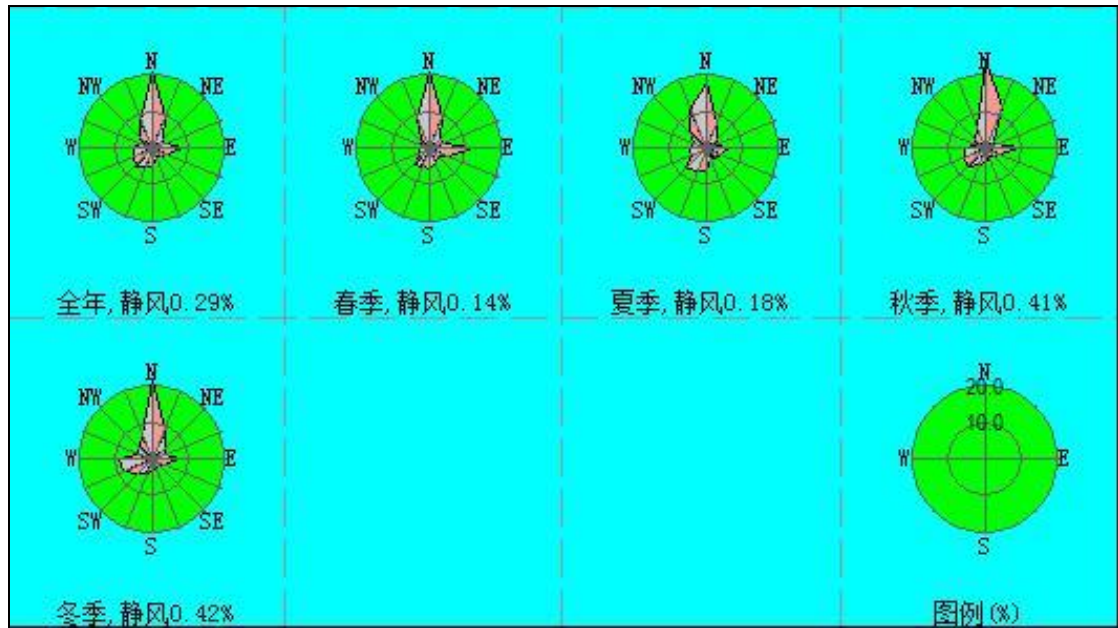 N
NW NE
W E
SW SE
S
全年,静风0.29%
N
NW NE
W E
SW SE
S
春季,静风0.14%
N
NW NE
W E
SW SE
S
夏季,静风0.18%
N
NW NE
W E
SW SE
S
秋季,静风0.41%
N
NW NE
W E
SW SE
S
冬季,静风0.42%
N
20.0
10.0
W E
S
图例(%)